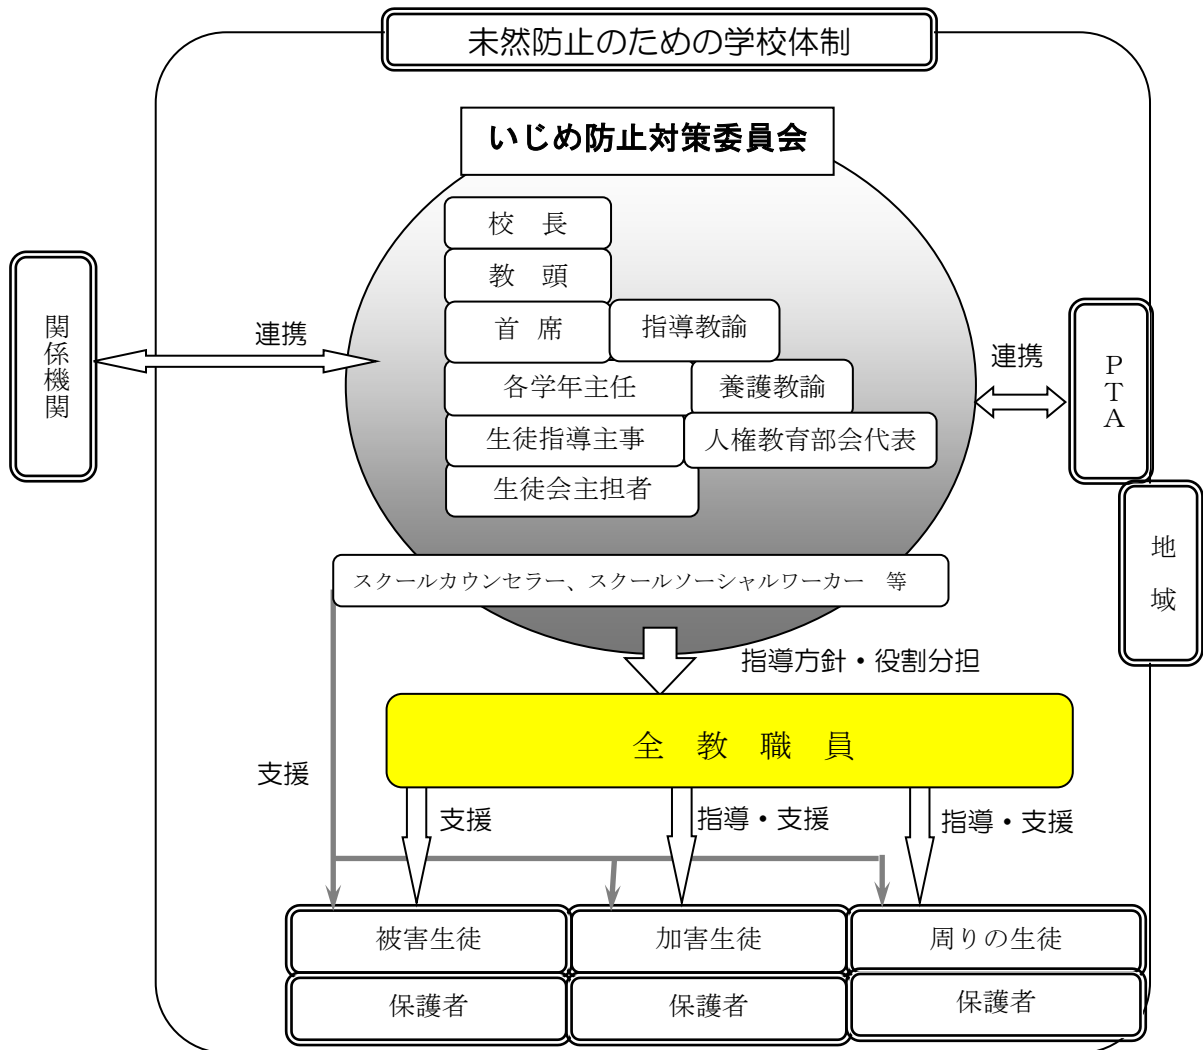 未然防止のための学校体制
いじめ防止対策委員会
校　長
教　頭
首 席
指導教諭
各学年主任
養護教諭
生徒指導主事
人権教育部会代表
生徒会主担者
スクールカウンセラー、スクールソーシャルワーカー　等
関係機関
連携
連携
PTA
地域
指導方針・役割分担
全　教　職　員
支援
支援
指導・支援
指導・支援
被害生徒
加害生徒
周りの生徒
保護者
保護者
保護者